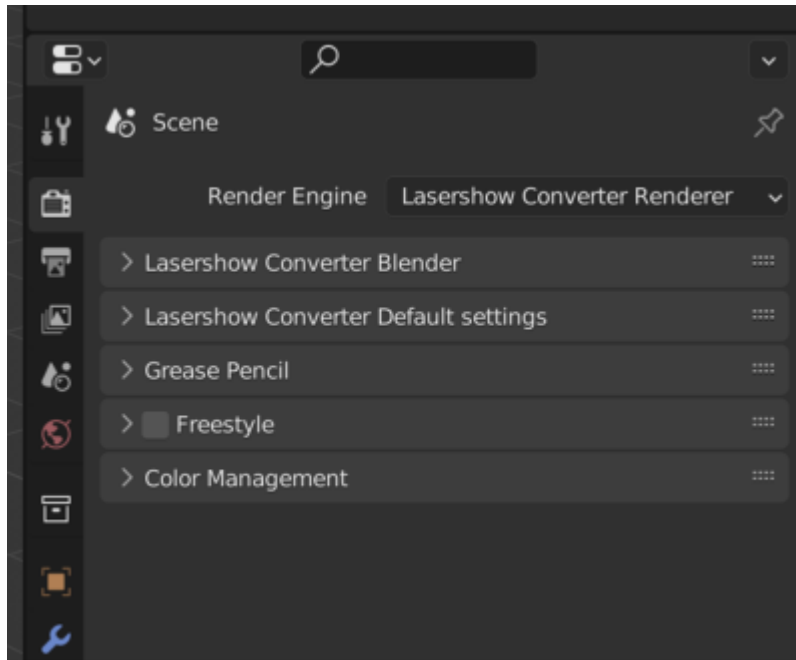 Scene
Render Engine Lasershow Converter Renderer
Lasershow Converter Blender
Lasershow Converter Default settings
Grease Pencil
Freestyle
Color Management